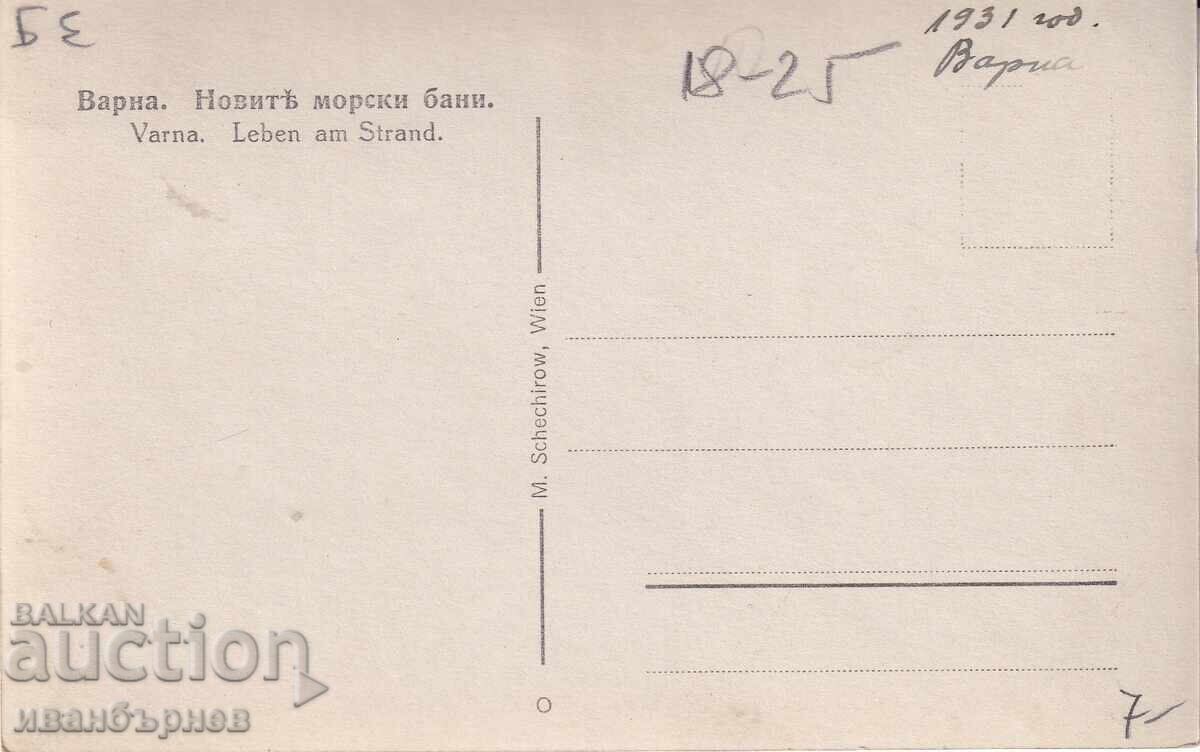 БЕ
18-25
1931 год.
Варна
Варна. Новитѣ морски бани.
Varna. Leben am Strand.
M. Schechirow, Wien
BALKAN
auction
иванбърнев
7-